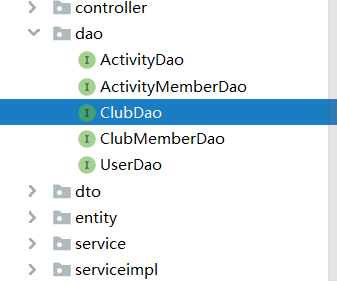 controller
dao
ActivityDao
ActivityMemberDao
ClubDao
ClubMemberDao
UserDao
dto
entity
service
serviceimpl